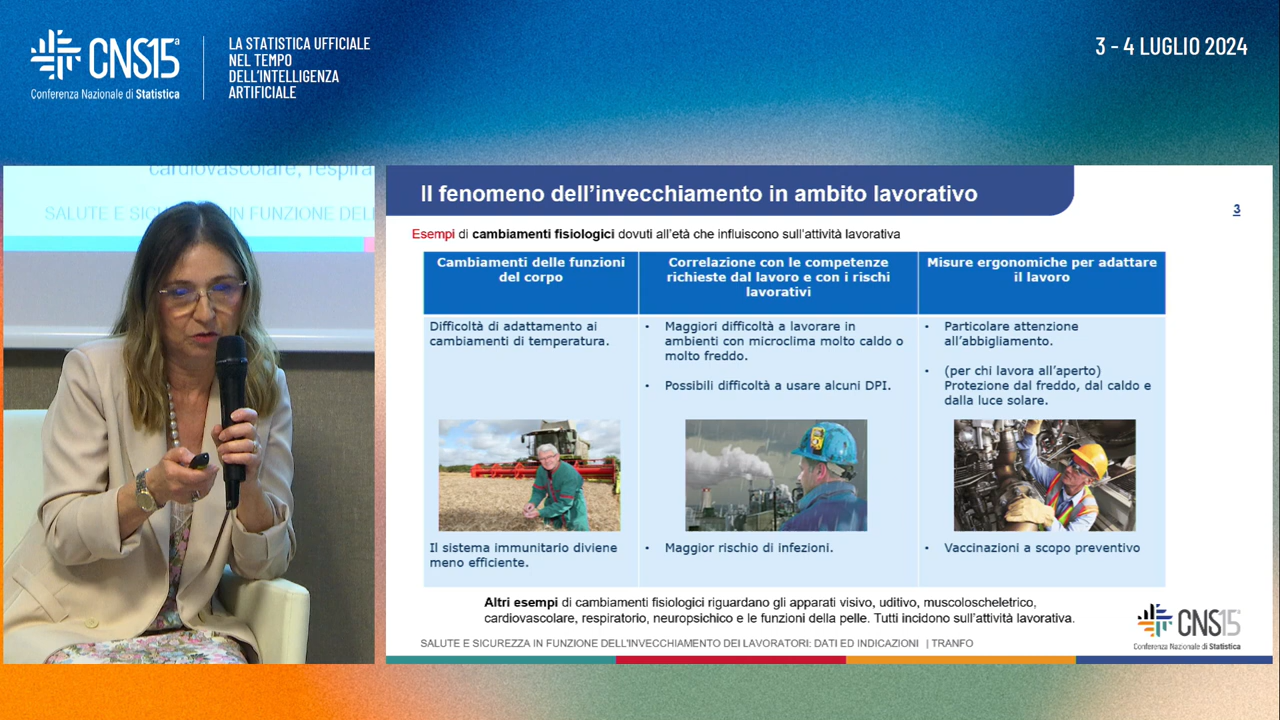 CNS15ª
Conferenza Nazionale di Statistica
LA STATISTICA UFFICIALE
NEL TEMPO
DELL'INTELLIGENZA
ARTIFICIALE
3 - 4 LUGLIO 2024
cardiovascolare, respira
SALUTE E SIC
IN FUNZIONE DELL
Il fenomeno dell'invecchiamento in ambito lavorativo
3
Esempi di cambiamenti fisiologici dovuti all'età che influiscono sull'attività lavorativa
Cambiamenti delle funzioni
del corpo
Correlazione con le competenze
richieste dal lavoro e con i rischi
lavorativi
Misure ergonomiche per adattare
il lavoro
Difficoltà di adattamento ai
cambiamenti di temperatura.
• Maggiori difficoltà a lavorare in
ambienti con microclima molto caldo o
molto freddo.
• Possibili difficoltà a usare alcuni DPI.
• Particolare attenzione
all'abbigliamento.
• (per chi lavora all'aperto)
Protezione dal freddo, dal caldo e
dalla luce solare.
Il sistema immunitario diviene
meno efficiente.
• Maggior rischio di infezioni.
• Vaccinazioni a scopo preventivo
Altri esempi di cambiamenti fisiologici riguardano gli apparati visivo, uditivo, muscoloscheletrico,
cardiovascolare, respiratorio, neuropsichico e le funzioni della pelle. Tutti incidono sull'attività lavorativa.
SALUTE E SICUREZZA IN FUNZIONE DELL'INVECCHIAMENTO DEI LAVORATORI: DATI ED INDICAZIONI | TRANFO
CNS15ª
Conferenza Nazionale di Statistica